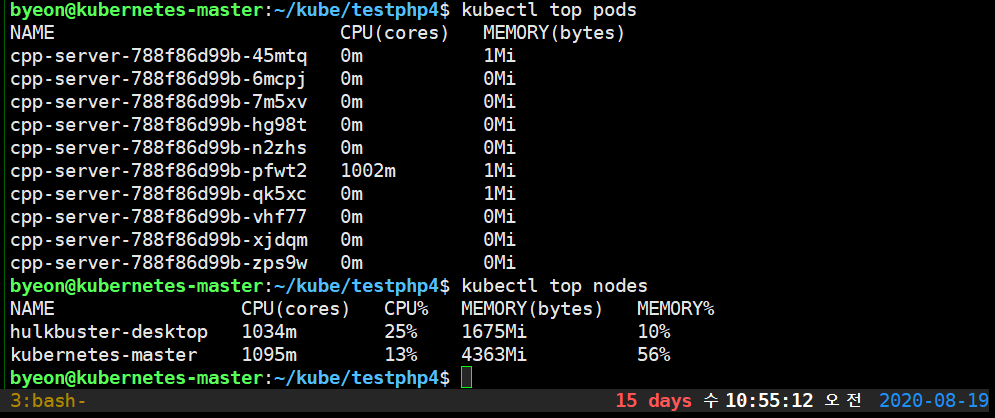 byeon@kubernetes-master:~/kube/testphp4$ kubectl top pods
NAME CPU(cores) MEMORY(bytes)
cpp-server-788f86d99b-45mtq 0m 1Mi
cpp-server-788f86d99b-6mcpj 0m 0Mi
cpp-server-788f86d99b-7m5xv 0m 0Mi
cpp-server-788f86d99b-hg98t 0m 0Mi
cpp-server-788f86d99b-n2zhs 0m 0Mi
cpp-server-788f86d99b-pfwt2 1002m 1Mi
cpp-server-788f86d99b-qk5xc 0m 1Mi
cpp-server-788f86d99b-vhf77 0m 0Mi
cpp-server-788f86d99b-xjdqm 0m 0Mi
cpp-server-788f86d99b-zps9w 0m 0Mi
byeon@kubernetes-master:~/kube/testphp4$ kubectl top nodes
NAME CPU(cores) CPU% MEMORY(bytes) MEMORY%
hulkbuster-desktop 1034m 25% 1675Mi 10%
kubernetes-master 1095m 13% 4363Mi 56%
byeon@kubernetes-master:~/kube/testphp4$
3:bash- 15 days 수 10:55:12 오전 2020-08-19